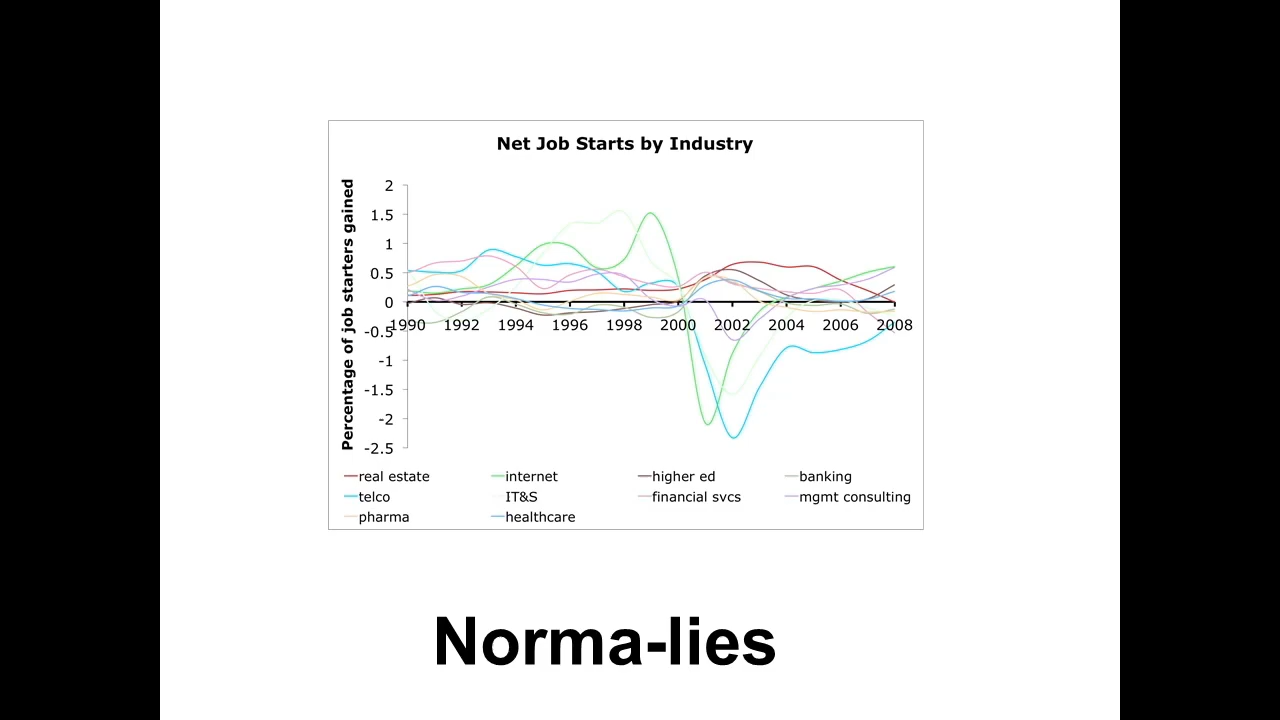 Net Job Starts by Industry
Percentage of job starters gained
2
1.5
1
0.5
0
-0.5
-1
-1.5
-2
-2.5
1990 1992 1994 1996 1998 2000 2002 2004 2006 2008
real estate internet higher ed banking
telco IT&S financial svcs mgmt consulting
pharma healthcare
Norma-lies